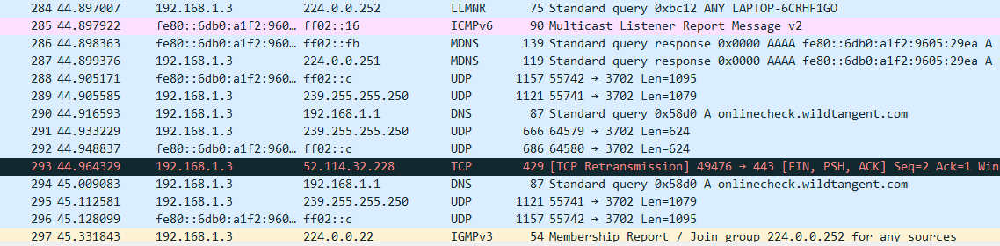 284 44.897007 192.168.1.3 224.0.0.252 LLMNR 75 Standard query 0xbc12 ANY LAPTOP-6CRHF1GO
285 44.897922 fe80::6db0:a1f2:960… ff02::16 ICMPv6 90 Multicast Listener Report Message v2
286 44.898363 fe80::6db0:a1f2:960… ff02::fb MDNS 139 Standard query response 0x0000 AAAA fe80::6db0:a1f2:9605:29ea A
287 44.899376 192.168.1.3 224.0.0.251 MDNS 119 Standard query response 0x0000 AAAA fe80::6db0:a1f2:9605:29ea A
288 44.905171 fe80::6db0:a1f2:960… ff02::c UDP 1157 55742 → 3702 Len=1095
289 44.905585 192.168.1.3 239.255.255.250 UDP 1121 55741 → 3702 Len=1079
290 44.916593 192.168.1.3 192.168.1.1 DNS 87 Standard query 0x58d0 A onlinecheck.wildtangent.com
291 44.933229 192.168.1.3 239.255.255.250 UDP 666 64579 → 3702 Len=624
292 44.948837 fe80::6db0:a1f2:960… ff02::c UDP 686 64580 → 3702 Len=624
293 44.964329 192.168.1.3 52.114.32.228 TCP 429 [TCP Retransmission] 49476 → 443 [FIN, PSH, ACK] Seq=2 Ack=1 Win
294 45.009083 192.168.1.3 192.168.1.1 DNS 87 Standard query 0x58d0 A onlinecheck.wildtangent.com
295 45.112581 192.168.1.3 239.255.255.250 UDP 1121 55741 → 3702 Len=1079
296 45.128099 fe80::6db0:a1f2:960… ff02::c UDP 1157 55742 → 3702 Len=1095
297 45.331843 192.168.1.3 224.0.0.22 IGMPv3 54 Membership Report / Join group 224.0.0.252 for any sources